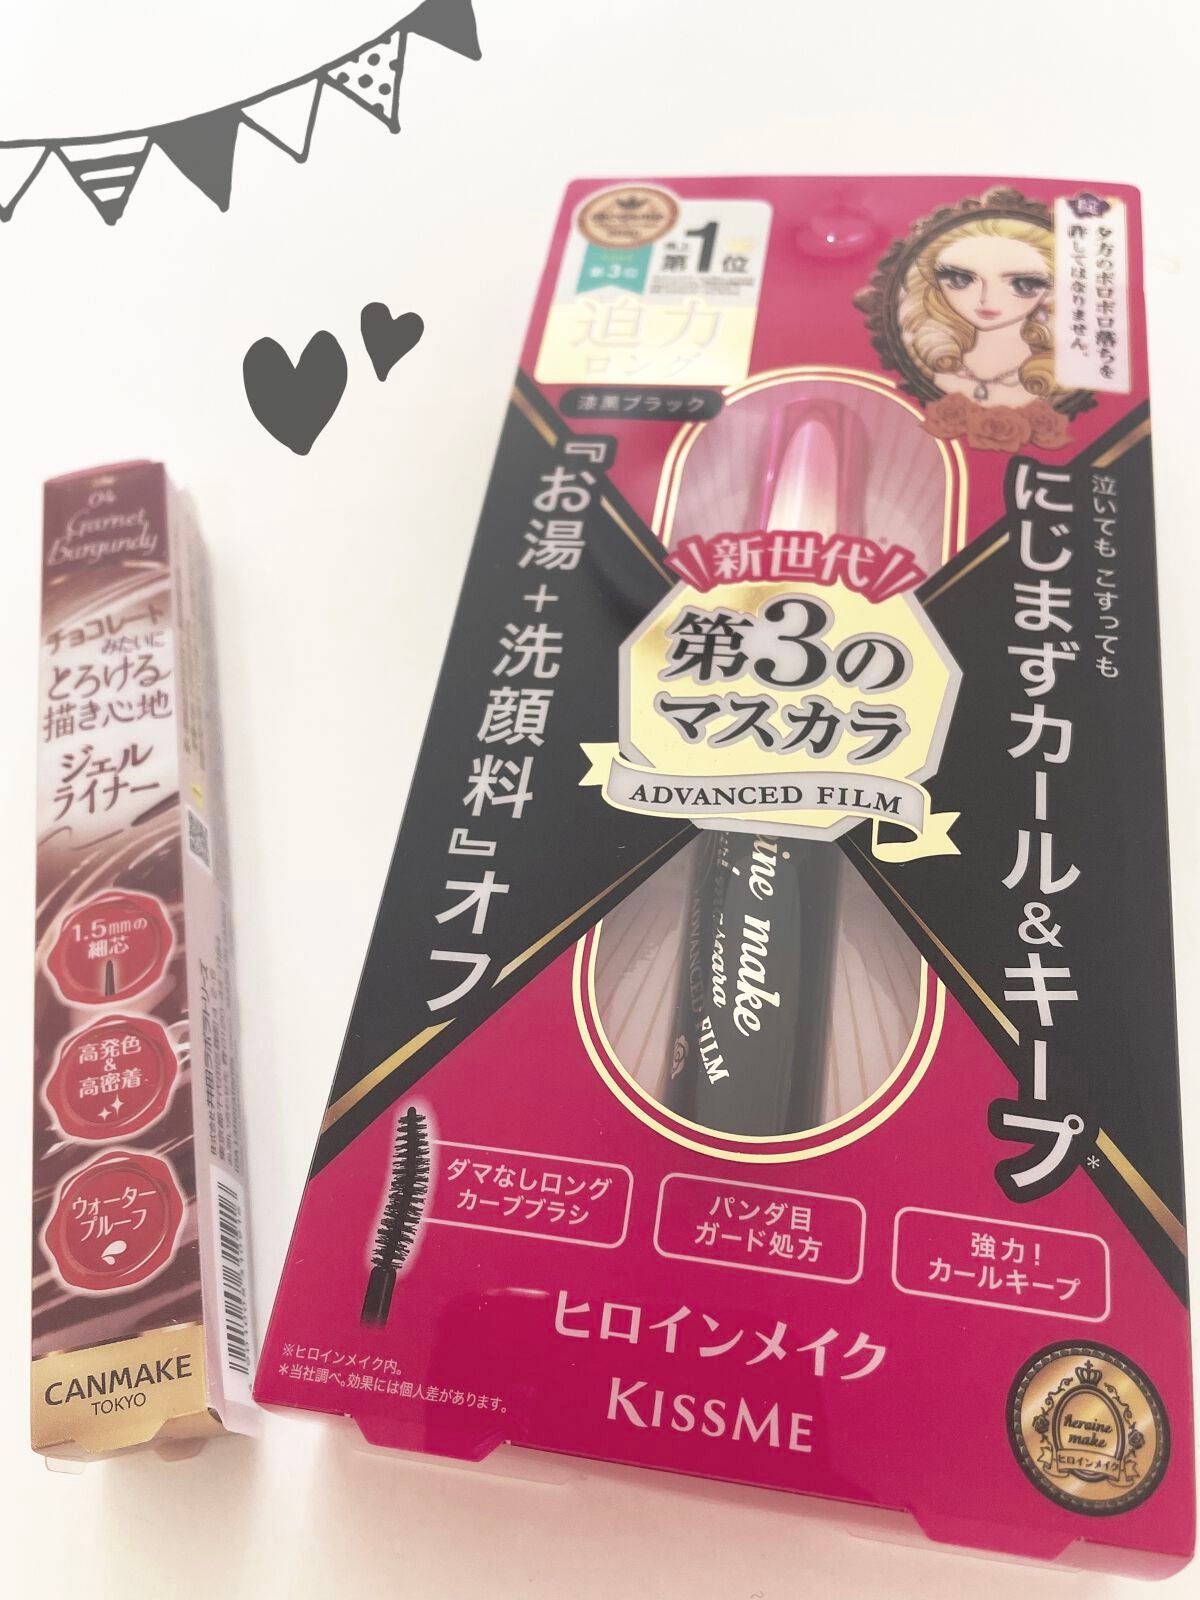 04
Garnet
Burgundy
チョコレート
みたいに
とろける
描き心地
ジェル
ライナー
1.5mmの
細芯
高発色
&
高密着
ウォーター
プルーフ
CANMAKE
TOKYO
第3位
史上
第1位
迫力
ロング
漆黒ブラック
夕方のポロポロ落ちを
許してはなりません。
『お湯+洗顔料』オフ
泣いても こすっても
にじまずカール&キープ*
新世代
第3の
マスカラ
ADVANCED FILM
ine make
mascara
ADVANCED FILM
ダマなしロング
カーブブラシ
パンダ目
ガード処方
強力!
カールキープ
ヒロインメイク
KISSME
※ヒロインメイク内。
*当社調べ。効果には個人差があります。
heroine
make
ヒロインメイク